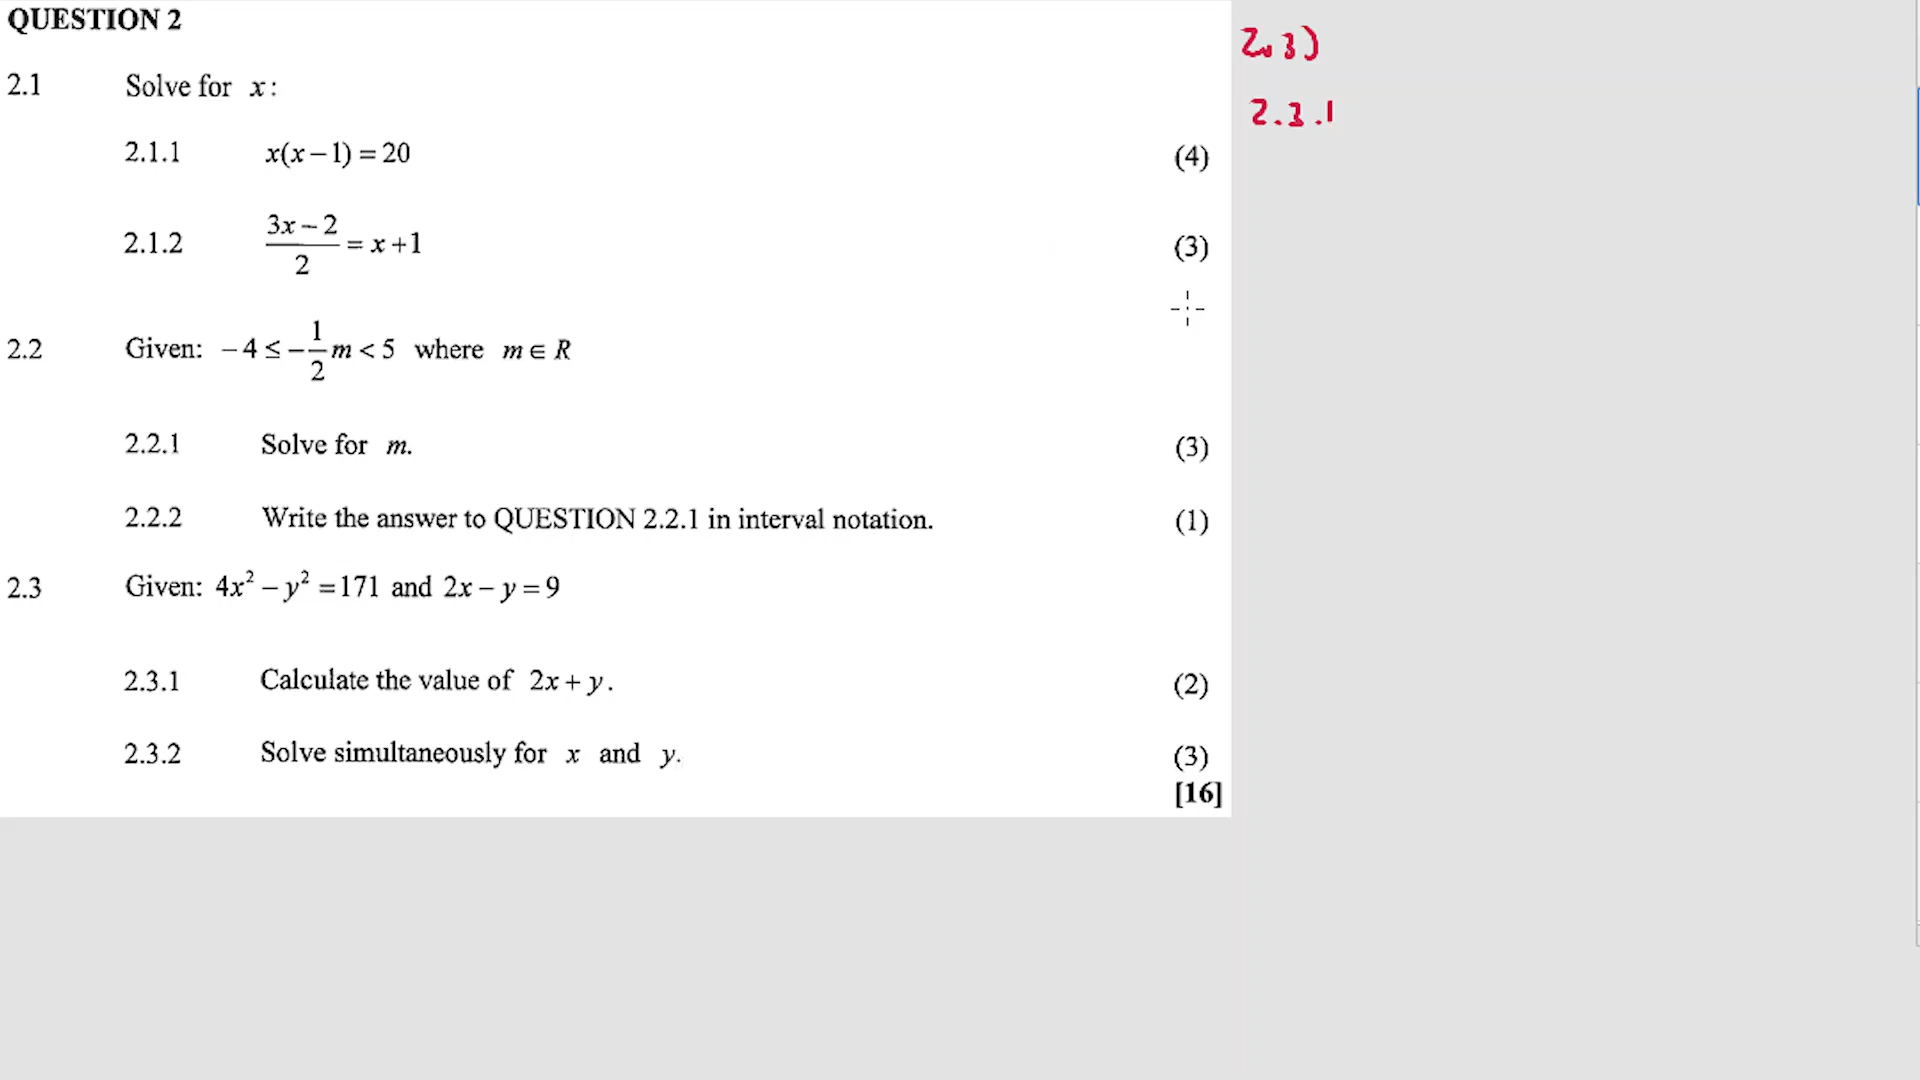 QUESTION 2
2.1 Solve for x:
2.1.1 x(x − 1) = 20 (4)
2.1.2 \frac{3x − 2}{2} = x + 1 (3)
2.2 Given: −4 ≤ −\frac{1}{2}m < 5 where m ∈ R
2.2.1 Solve for m. (3)
2.2.2 Write the answer to QUESTION 2.2.1 in interval notation. (1)
2.3 Given: 4x² − y² = 171 and 2x − y = 9
2.3.1 Calculate the value of 2x + y. (2)
2.3.2 Solve simultaneously for x and y. (3)
[16]
2.3)
2.3.1